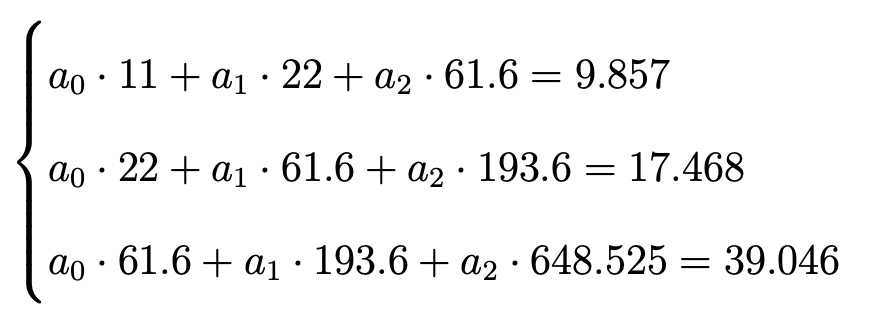 a₀ · 11 + a₁ · 22 + a₂ · 61.6 = 9.857
a₀ · 22 + a₁ · 61.6 + a₂ · 193.6 = 17.468
a₀ · 61.6 + a₁ · 193.6 + a₂ · 648.525 = 39.046